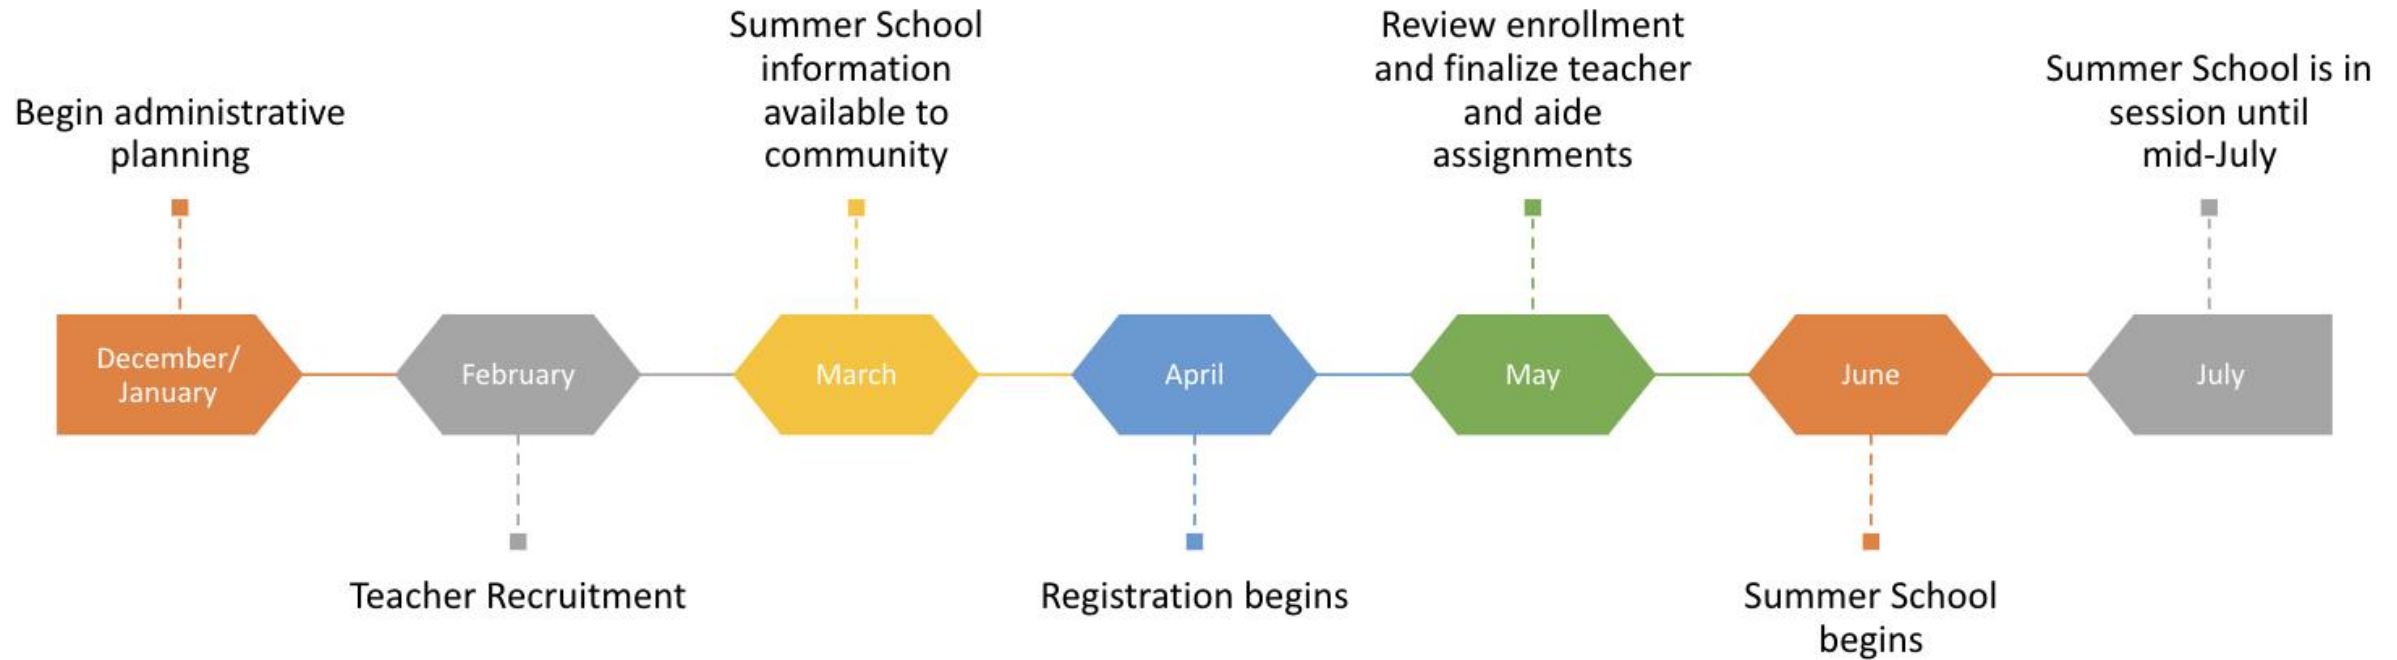 Begin administrative
planning
Summer School
information
available to
community
Review enrollment
and finalize teacher
and aide
assignments
Summer School is in
session until
mid-July
December/
January
February
March
April
May
June
July
Teacher Recruitment
Registration begins
Summer School
begins